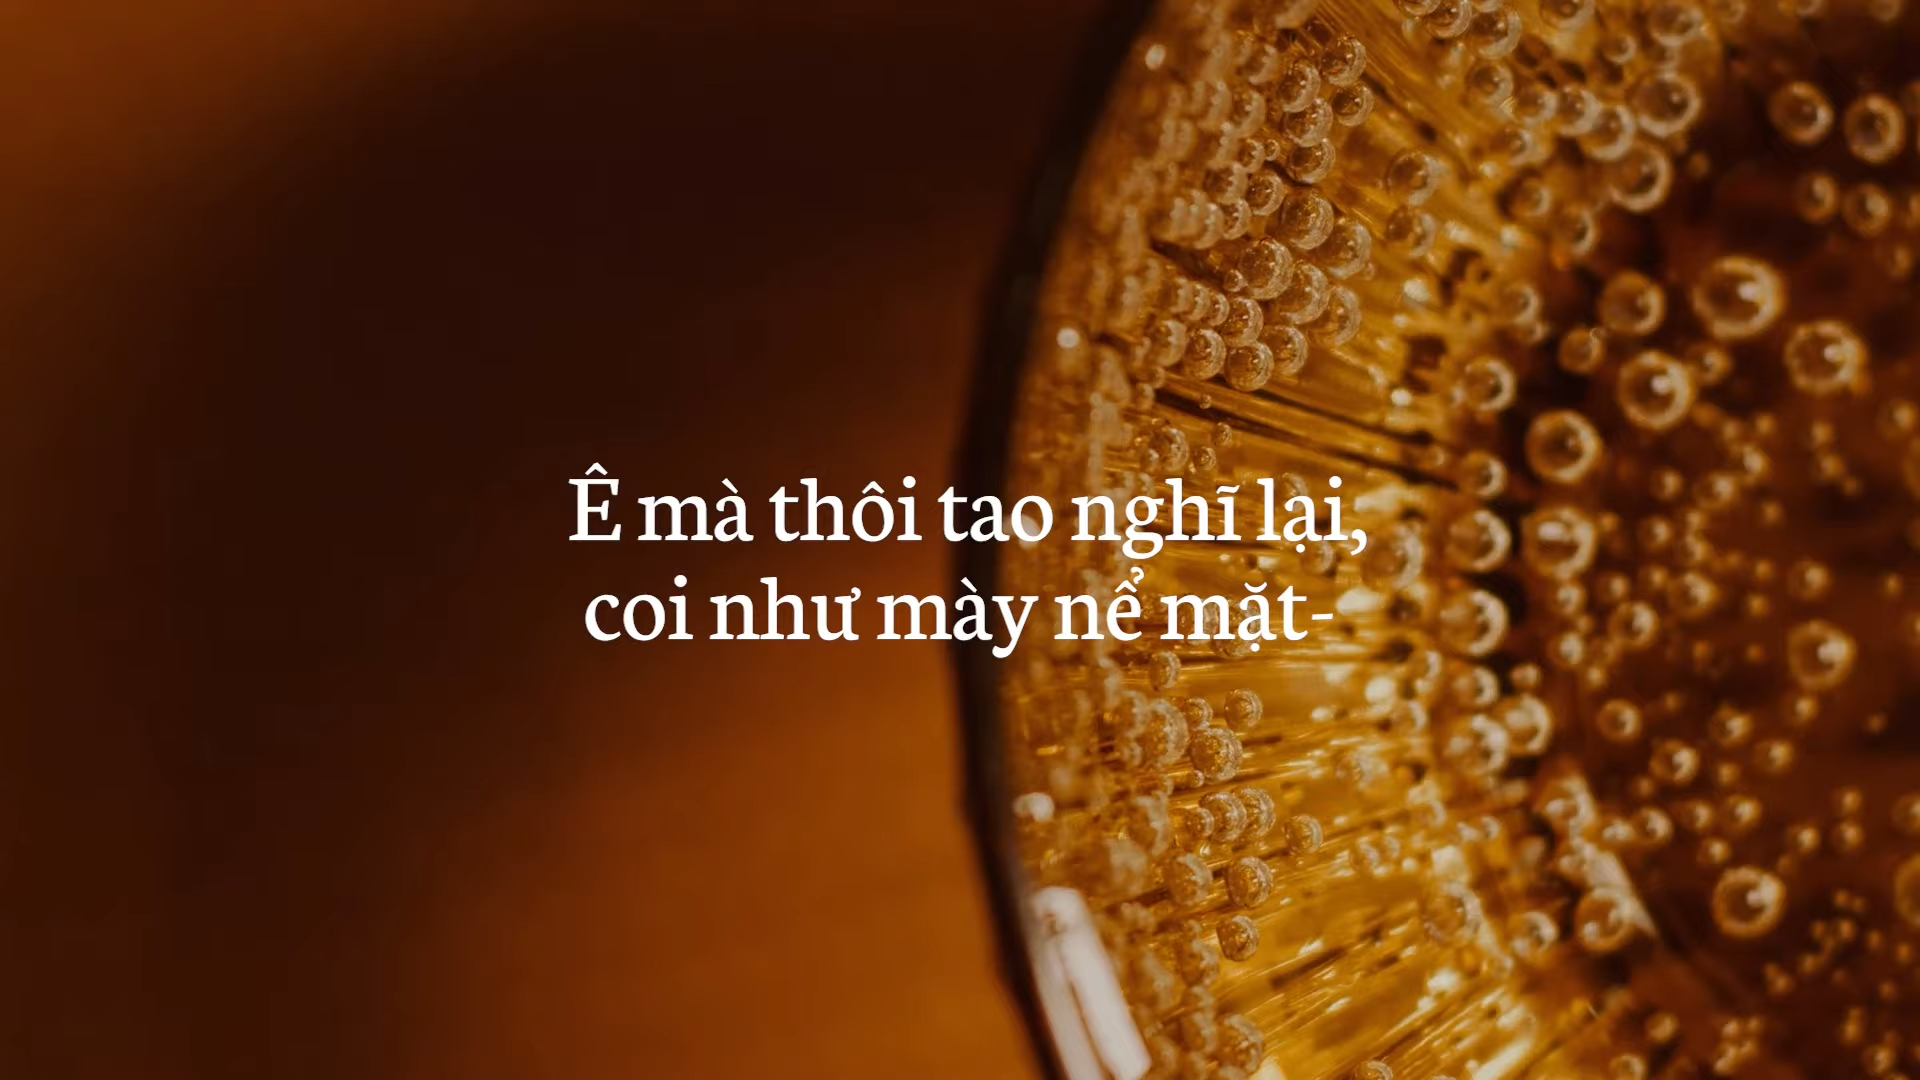 Ê mà thôi tao nghĩ lại,
coi như mày nể mặt-